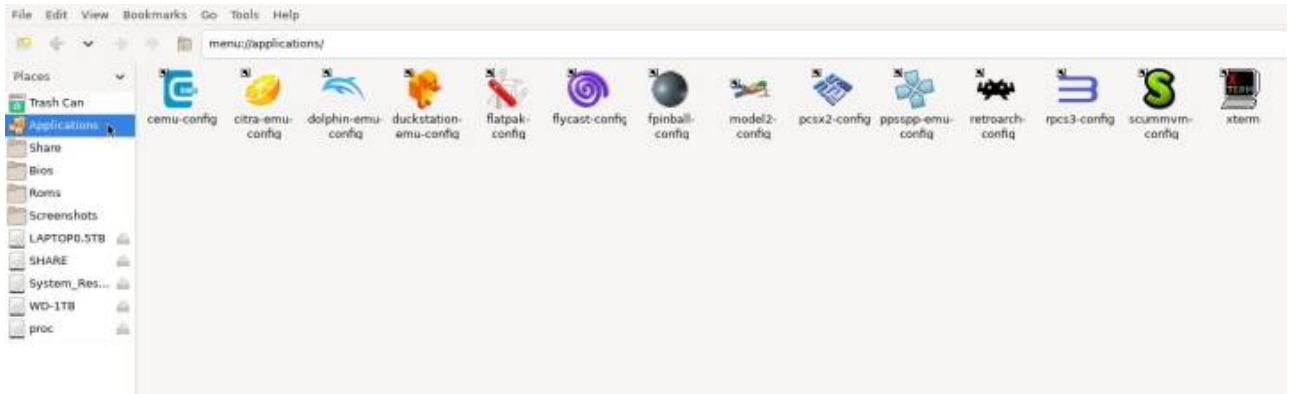 File Edit View Bookmarks Go Tools Help
menu://applications/
Places
Trash Can
Applications
Share
Bios
Roms
Screenshots
LAPTOP0.5TB
SHARE
System_Res...
WD-1TB
proc
cemu-config
citra-emu-
config
dolphin-emu-
config
duckstation-
emu-config
flatpak-
config
flycast-config
fpinball-
config
model2-
config
pcsx2-config
ppsspp-emu-
config
retroarch-
config
rpcs3-config
scummvm-
config
X
TERM
xterm